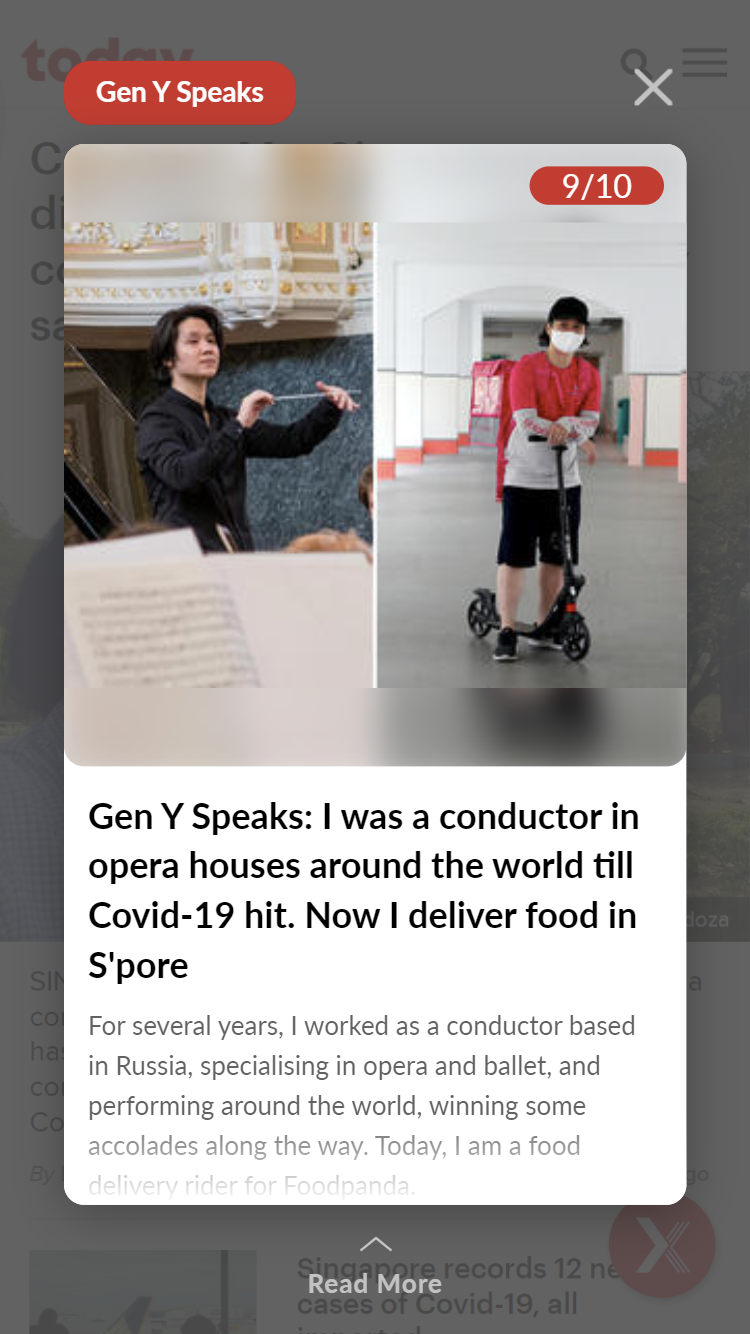 today
Gen Y Speaks
9/10
Gen Y Speaks: I was a conductor in
opera houses around the world till
Covid-19 hit. Now I deliver food in
S'pore
For several years, I worked as a conductor based
in Russia, specialising in opera and ballet, and
performing around the world, winning some
accolades along the way. Today, I am a food
delivery rider for Foodpanda.
By
Read More
Singapore records 12 ne
cases of Covid-19, all
imported